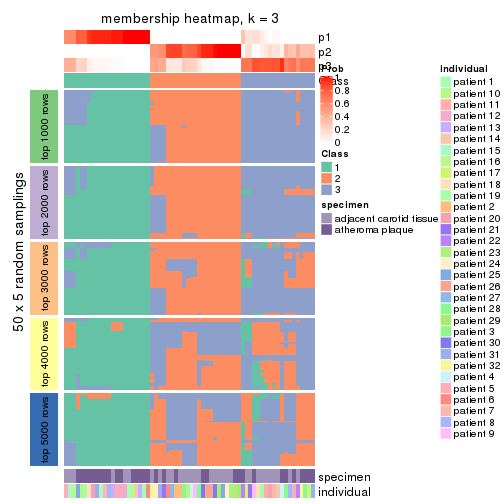 membership heatmap, k = 3
p1
p2
p3
Class
50 x 5 random samplings
top 1000 rows
top 2000 rows
top 3000 rows
top 4000 rows
top 5000 rows
specimen
individual
Prob
1
0.8
0.6
0.4
0.2
0
Class
1
2
3
specimen
adjacent carotid tissue
atheroma plaque
individual
patient 1
patient 10
patient 11
patient 12
patient 13
patient 14
patient 15
patient 16
patient 17
patient 18
patient 19
patient 2
patient 20
patient 21
patient 22
patient 23
patient 24
patient 25
patient 26
patient 27
patient 28
patient 29
patient 3
patient 30
patient 31
patient 32
patient 4
patient 5
patient 6
patient 7
patient 8
patient 9